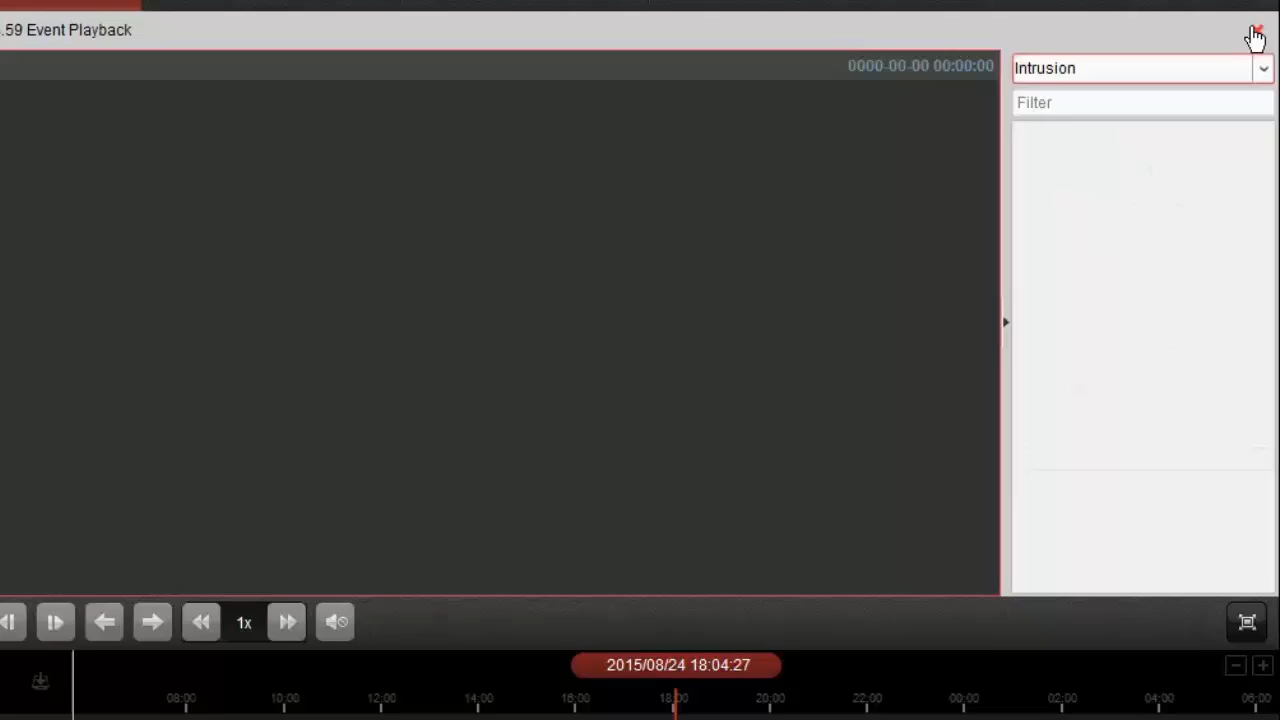 .59 Event Playback
0000-00-00 00:00:00
Intrusion
Filter
1x
2015/08/24 18:04:27
08:00 10:00 12:00 14:00 16:00 18:00 20:00 22:00 00:00 02:00 04:00 06:00